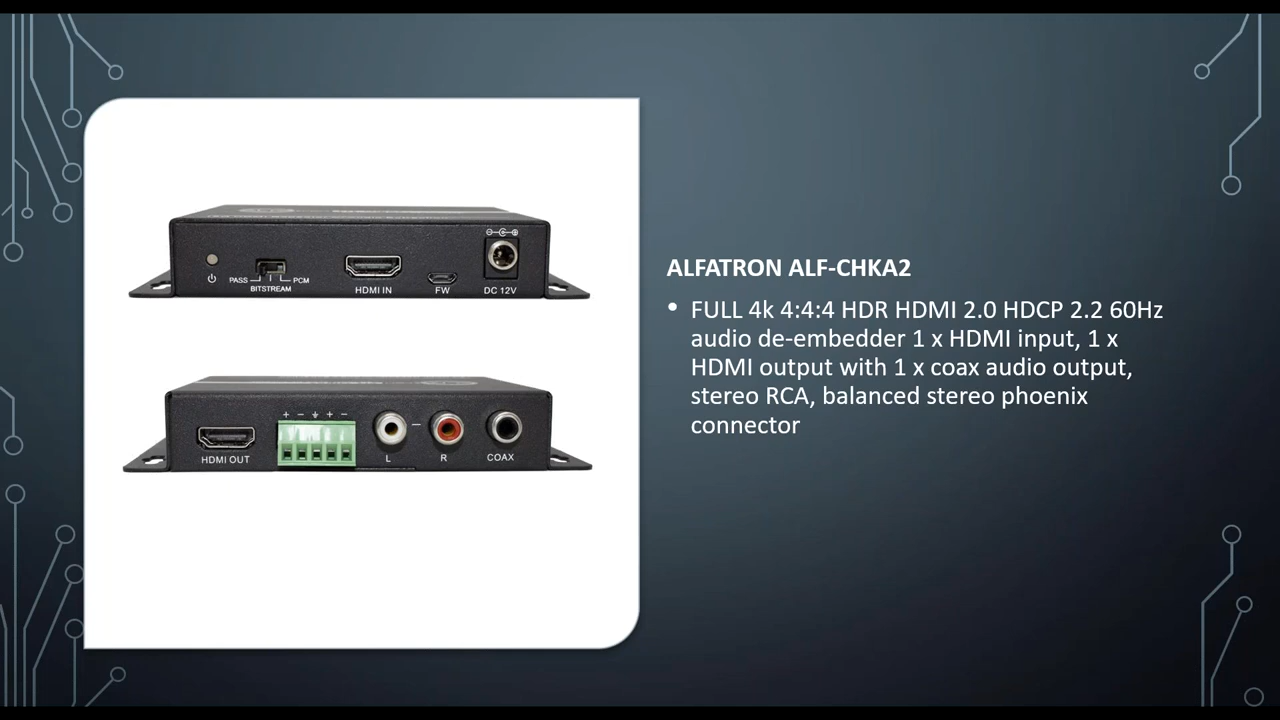 PASS
PCM
BITSTREAM
HDMI IN
FW
DC 12V
+ − ⏚ + −
HDMI OUT
L
R
COAX
ALFATRON ALF-CHKA2
• FULL 4k 4:4:4 HDR HDMI 2.0 HDCP 2.2 60Hz
audio de-embedder 1 x HDMI input, 1 x
HDMI output with 1 x coax audio output,
stereo RCA, balanced stereo phoenix
connector